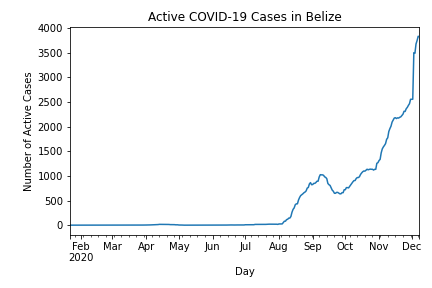 Active COVID-19 Cases in Belize
Number of Active Cases
4000
3500
3000
2500
2000
1500
1000
500
0
Feb Mar Apr May Jun Jul Aug Sep Oct Nov Dec
2020
Day